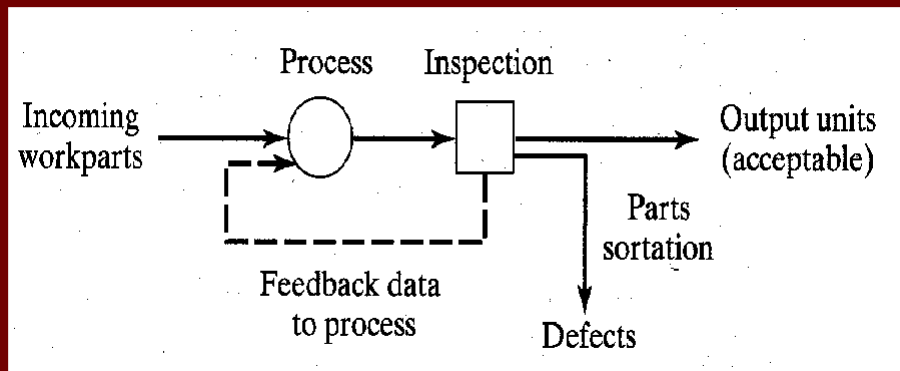 Process
Inspection
Incoming
workparts
Output units
(acceptable)
Parts
sortation
Feedback data
to process
Defects